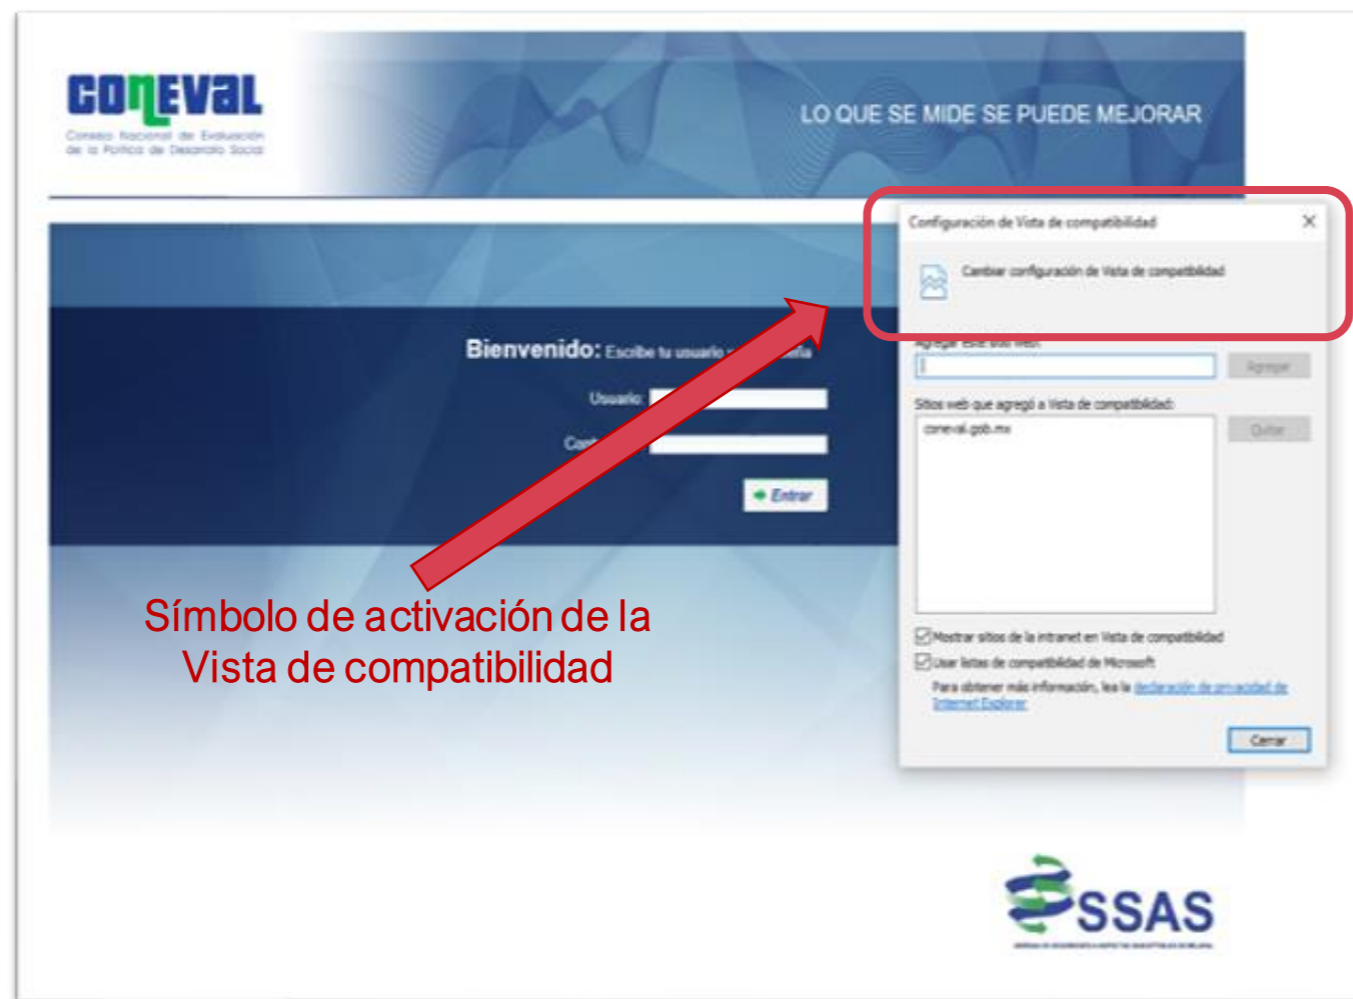 CONEVAL
Consejo Nacional de Evaluación
de la Política de Desarrollo Social
LO QUE SE MIDE SE PUEDE MEJORAR
Configuración de Vista de compatibilidad
Cambiar configuración de Vista de compatibilidad
Bienvenido: Escribe tu usuario
Agregar este sitio web:
Agregar
Usuario:
Sitios web que agregó a Vista de compatibilidad:
coneval.gob.mx
Quitar
Entrar
Símbolo de activación de la
Vista de compatibilidad
Mostrar sitios de la intranet en Vista de compatibilidad
Usar listas de compatibilidad de Microsoft
Para obtener más información, lea la declaración de privacidad de
Internet Explorer
Cerrar
SSAS